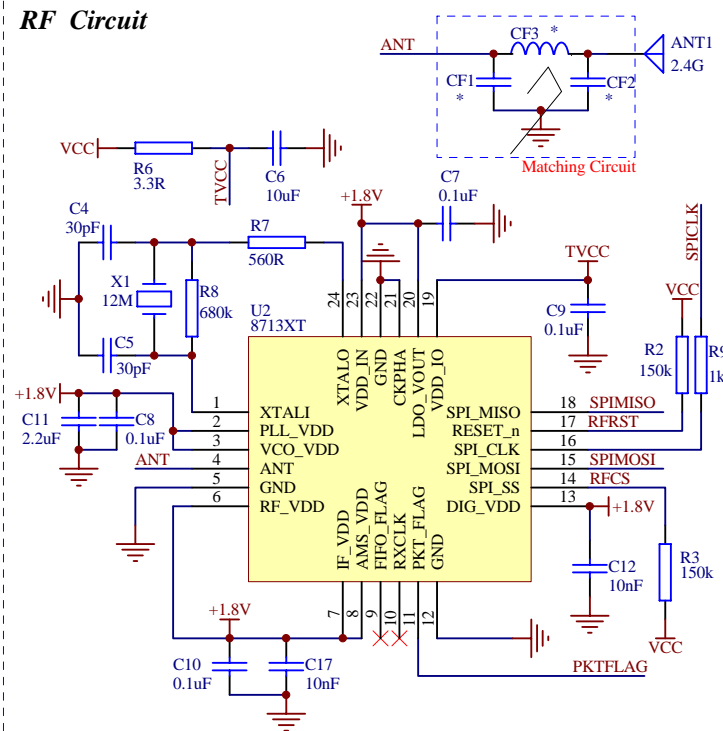 RF Circuit
ANT
CF3 *
ANT1
2.4G
CF1
*
CF2
*
Matching Circuit
VCC
R6
3.3R
TVCC
C6
10uF
C7
0.1uF
+1.8V
SPICLK
C4
30pF
R7
560R
TVCC
X1
12M
R8
680k
VCC
U2
8713XT
24
23
22
21
20
19
C9
0.1uF
R2
150k
R9
1k
C5
30pF
XTALO
VDD_IN
GND
CKPHA
LDO_VOUT
VDD_IO
+1.8V
C11
2.2uF
C8
0.1uF
ANT
1
2
3
4
5
6
XTALI
PLL_VDD
VCO_VDD
ANT
GND
RF_VDD
SPI_MISO
RESET_n
SPI_CLK
SPI_MOSI
SPI_SS
DIG_VDD
18
17
16
15
14
13
SPIMISO
RFRST
SPIMOSI
RFCS
+1.8V
IF_VDD
AMS_VDD
FIFO_FLAG
RXCLK
PKT_FLAG
GND
7
8
9
10
11
12
C12
10nF
R3
150k
VCC
+1.8V
C10
0.1uF
C17
10nF
PKTFLAG